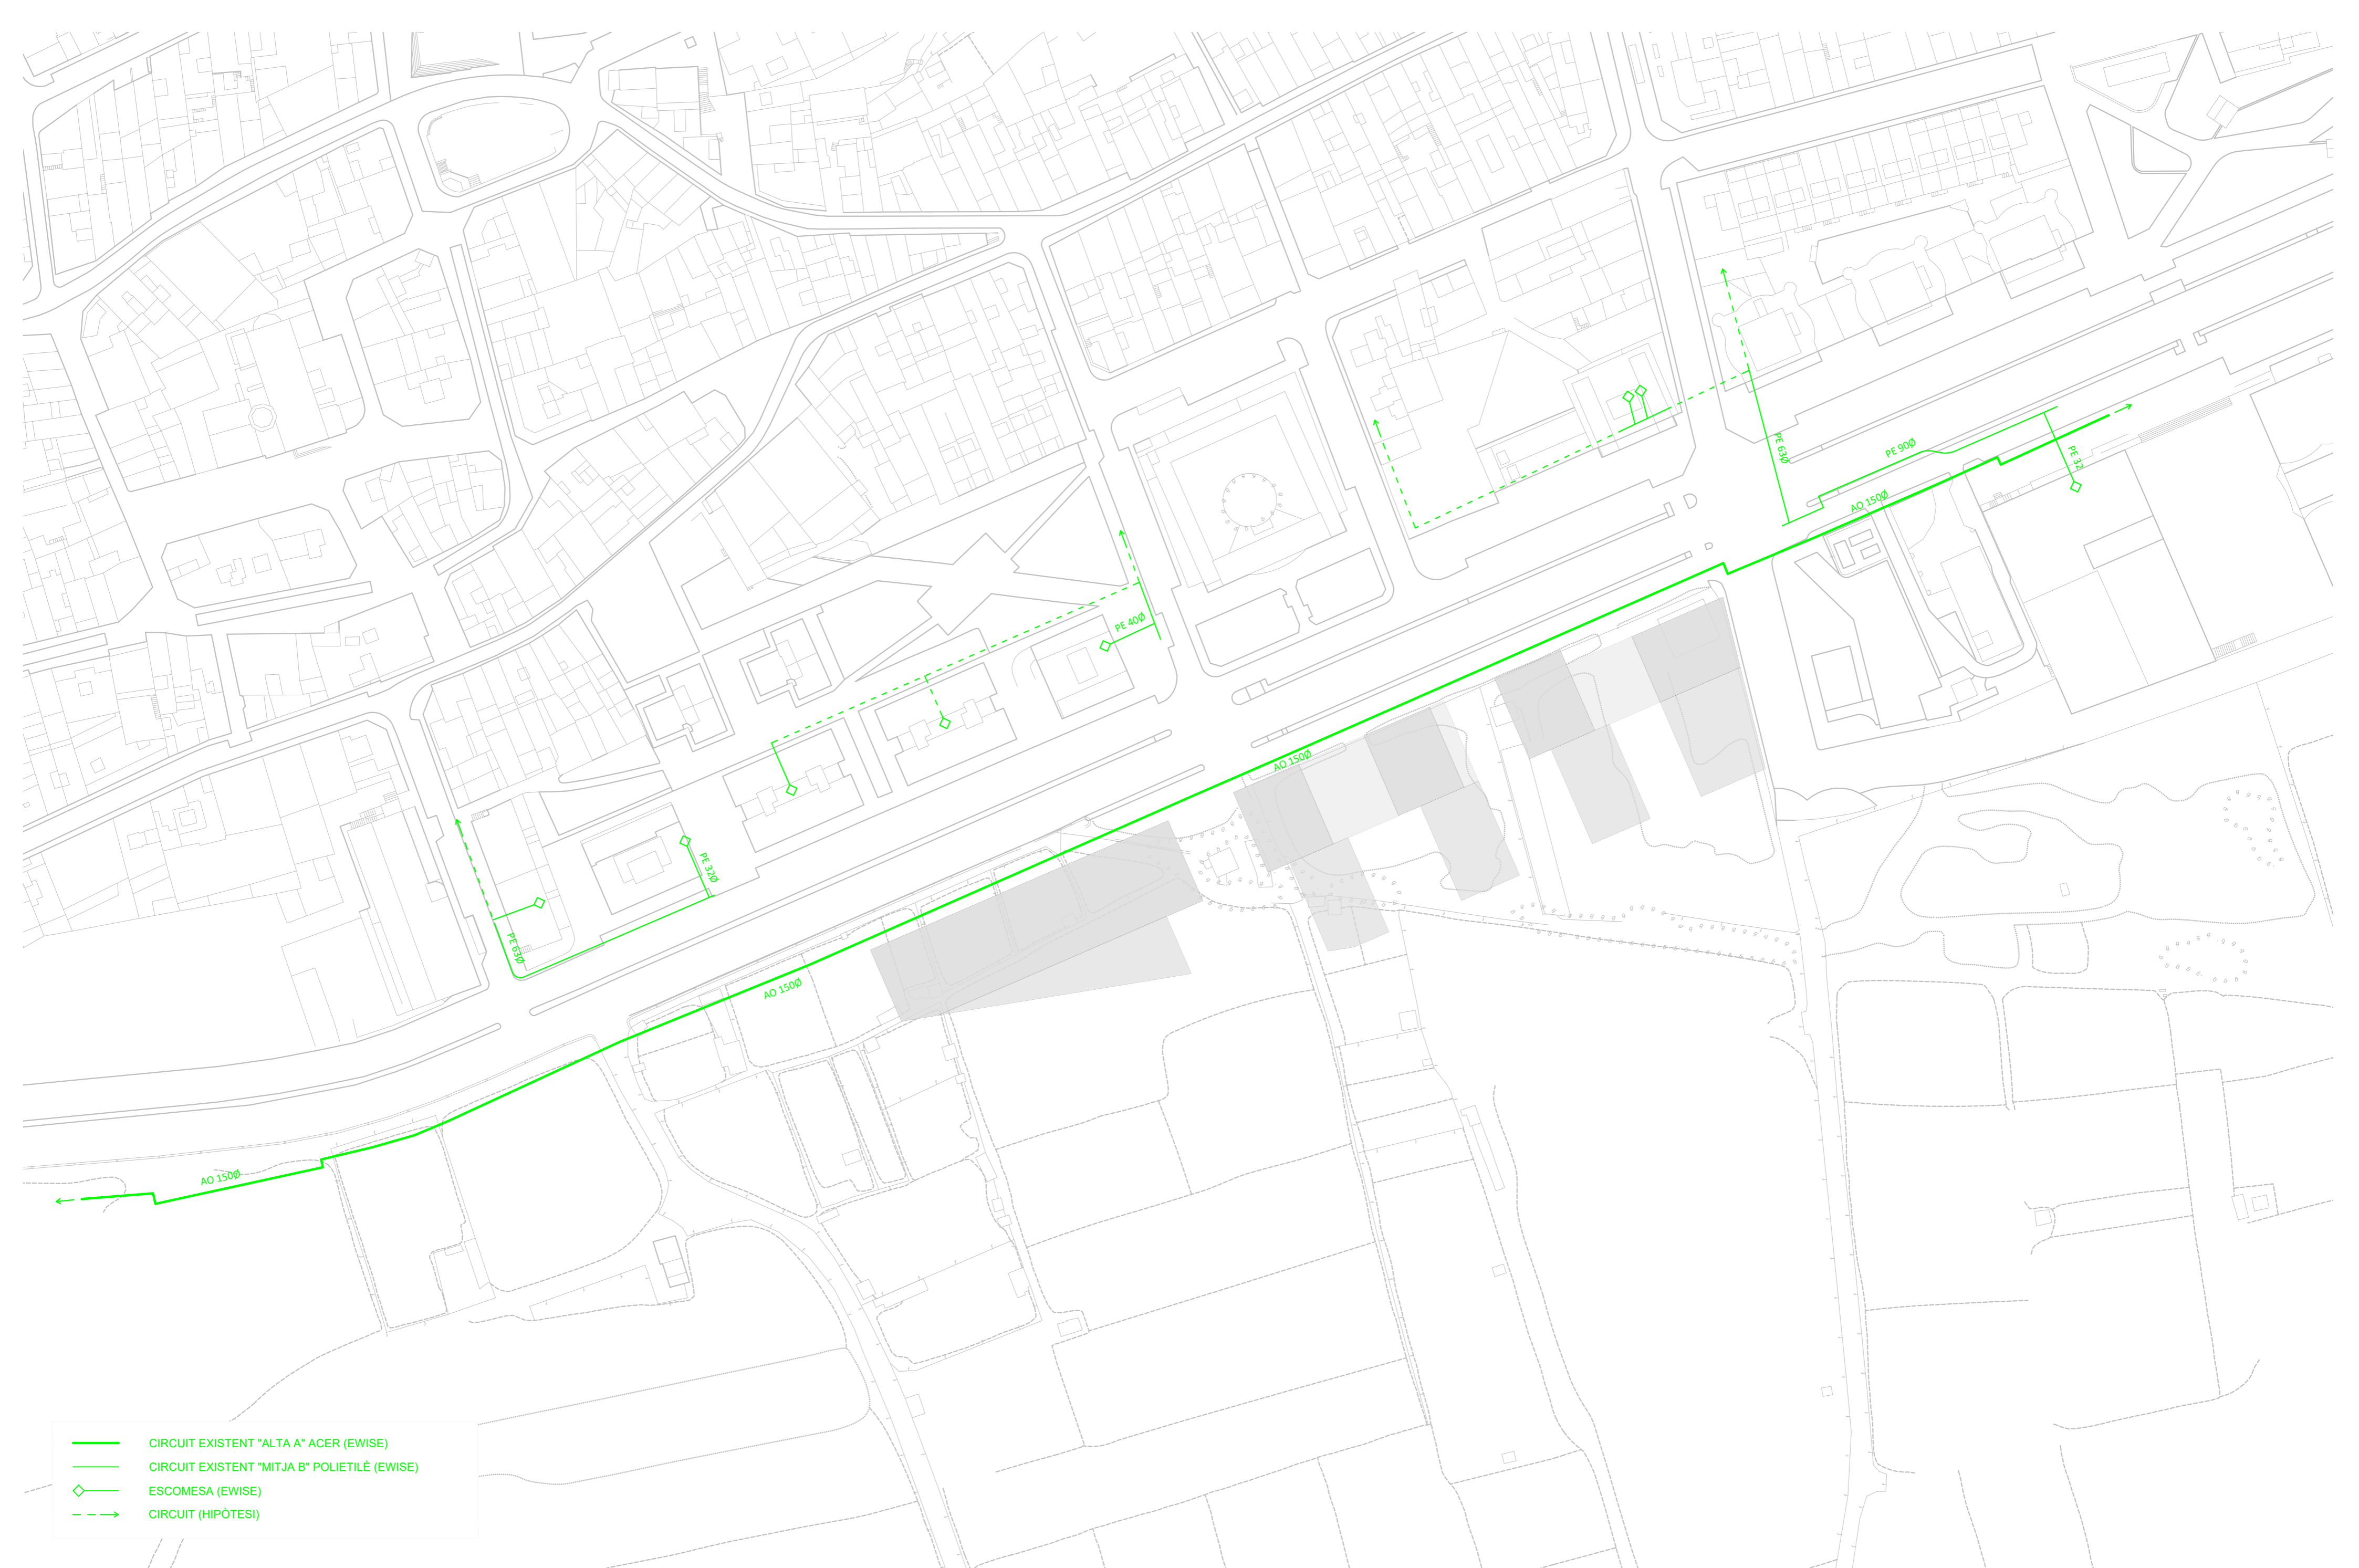 PE 63Ø
PE 90Ø
PE 32
AO 150Ø
PE 40Ø
AO 150Ø
PE 32Ø
PE 63Ø
AO 150Ø
AO 150Ø
CIRCUIT EXISTENT "ALTA A" ACER (EWISE)
CIRCUIT EXISTENT "MITJA B" POLIETILÈ (EWISE)
ESCOMESA (EWISE)
CIRCUIT (HIPÒTESI)